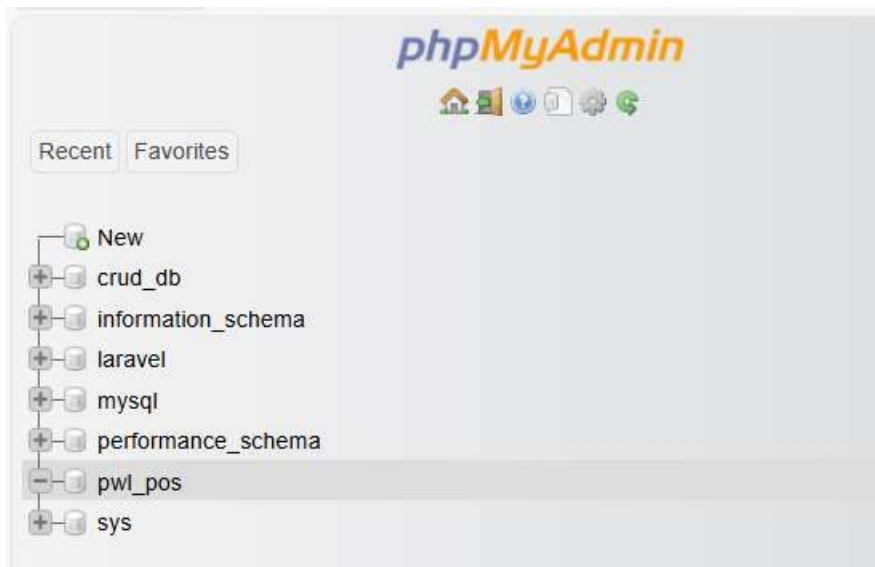 phpMyAdmin
Recent Favorites
New
crud_db
information_schema
laravel
mysql
performance_schema
pwl_pos
sys